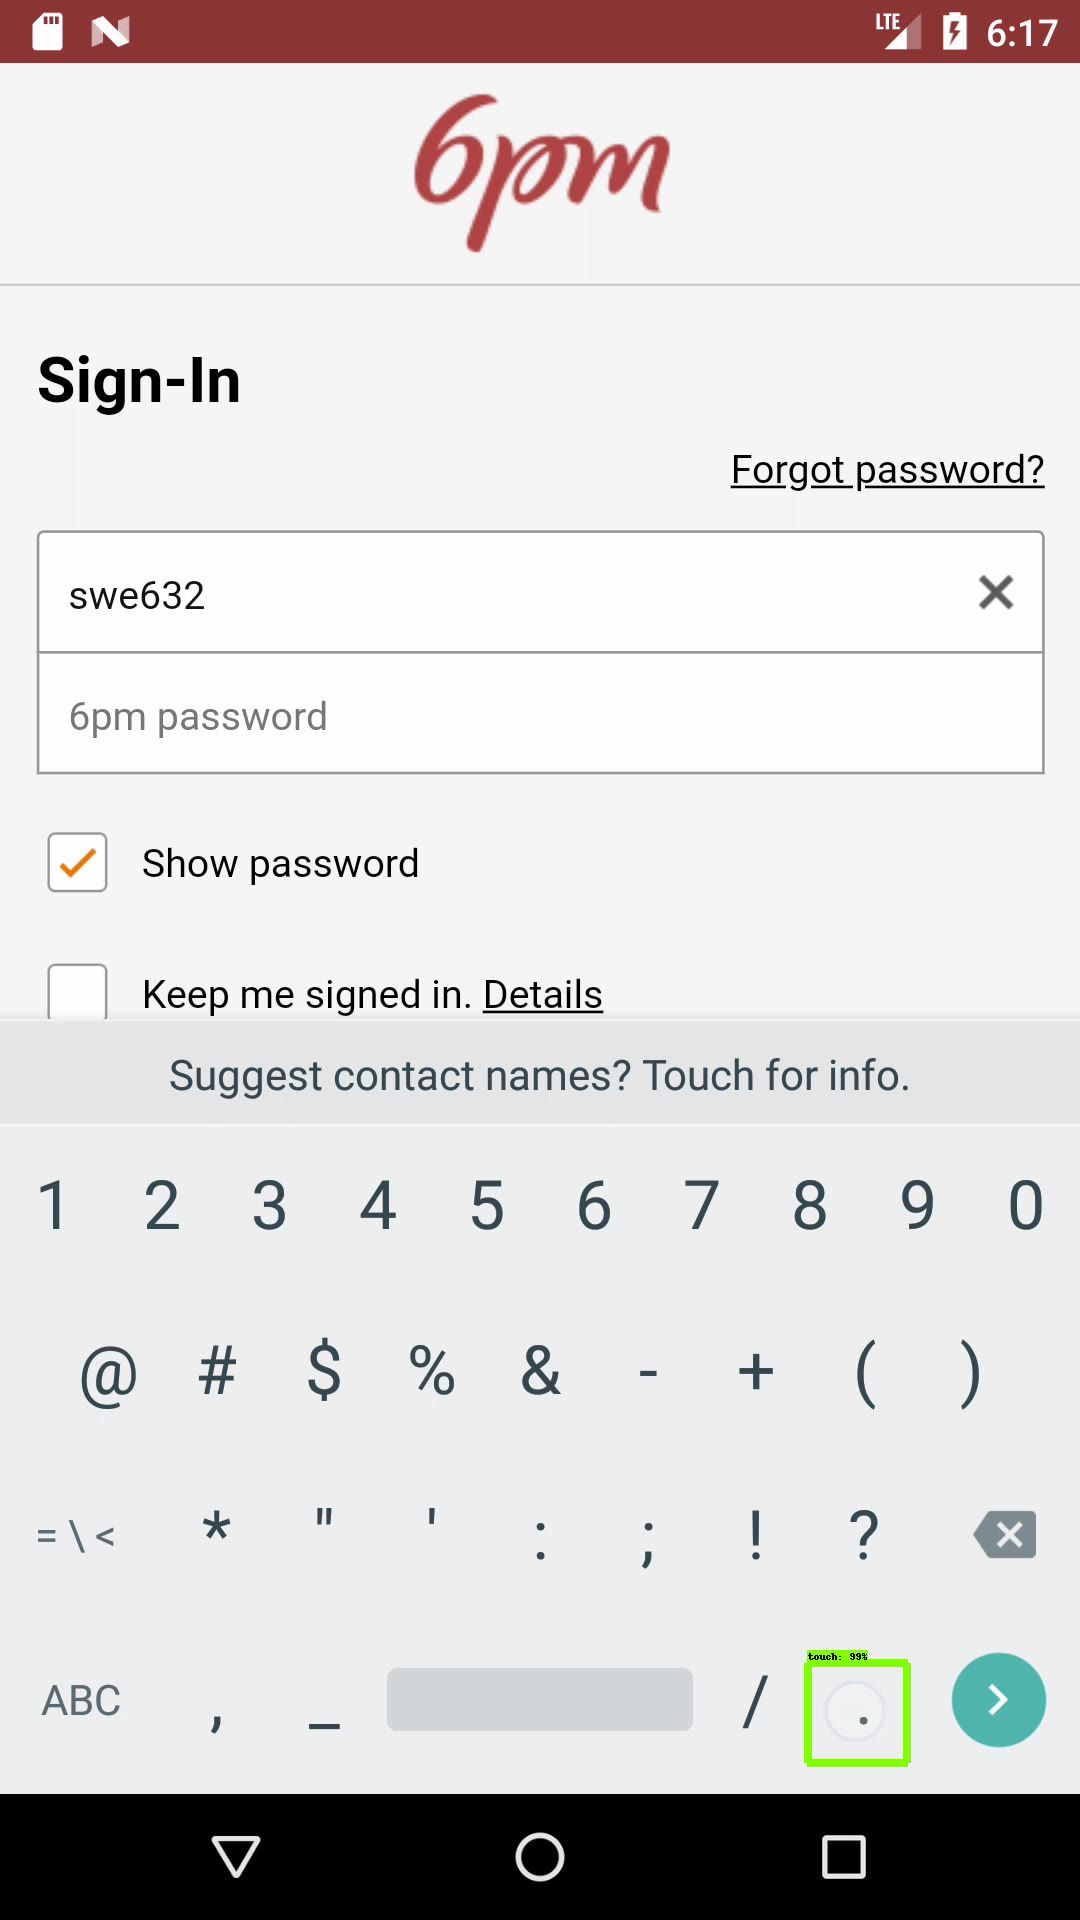 LTE 6:17
6pm
Sign-In
Forgot password?
swe632
6pm password
Show password
Keep me signed in. Details
Suggest contact names? Touch for info.
1 2 3 4 5 6 7 8 9 0
@ # $ % & - + ( )
= \ < * " ' : ; ! ?
touch: 99%
ABC , _ / .